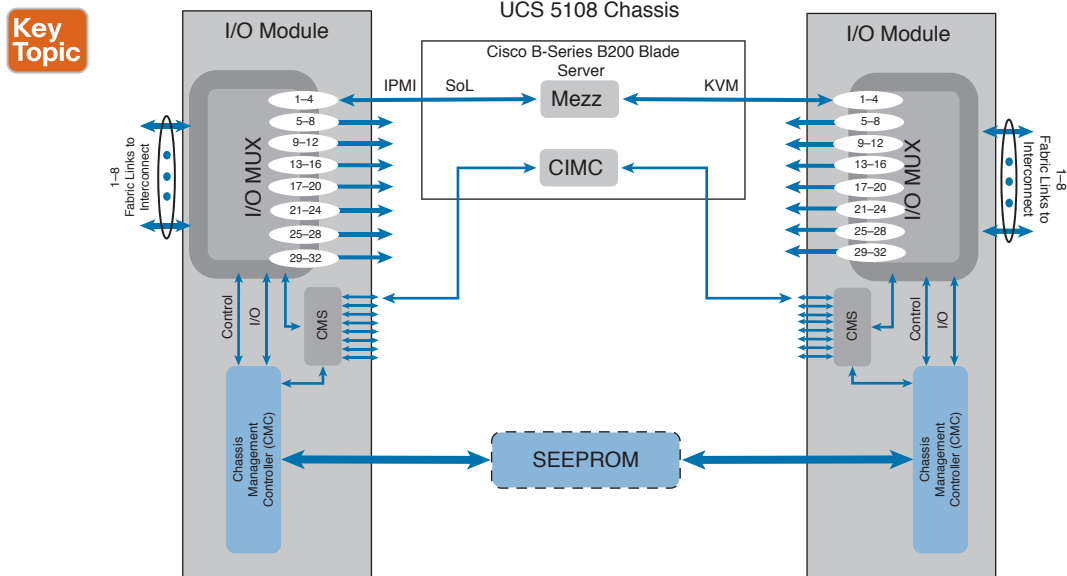 Key
Topic
UCS 5108 Chassis
I/O Module
1–8
Fabric Links to
Interconnect
I/O MUX
1–4
5–8
9–12
13–16
17–20
21–24
25–28
29–32
Control
I/O
CMS
Chassis
Management
Controller (CMC)
IPMI
SoL
Cisco B-Series B200 Blade
Server
Mezz
KVM
CIMC
SEEPROM
I/O Module
1–4
5–8
9–12
13–16
17–20
21–24
25–28
29–32
I/O MUX
1–8
Fabric Links to
Interconnect
CMS
Control
I/O
Chassis
Management
Controller (CMC)